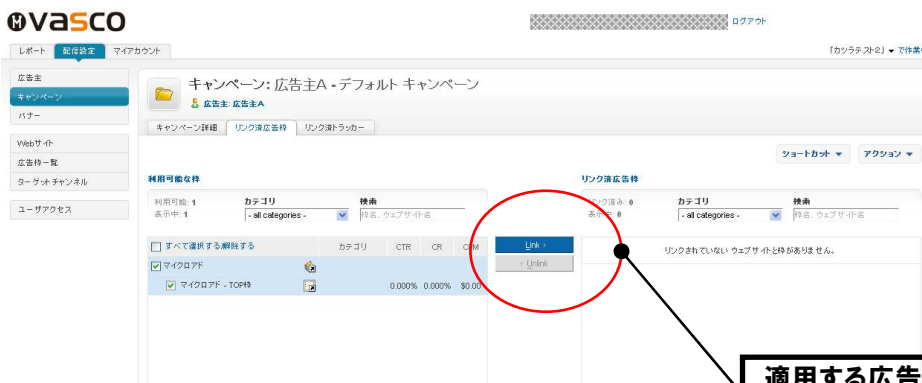 vasco
ログアウト
レポート 配信設定 マイアカウント
「カツラテスト2」 で作業
広告主
キャンペーン
バナー
Webサイト
広告枠一覧
ターゲットチャンネル
ユーザアクセス
キャンペーン: 広告主A - デフォルト キャンペーン
広告主: 広告主A
キャンペーン詳細 リンク済広告枠 リンク済トラッカー
ショートカット アクション
利用可能な枠
利用可能: 1
表示中: 1
カテゴリ
- all categories -
検索
枠名, ウェブサイト名
すべて選択する/解除する カテゴリ CTR CR CPM
マイクロアド
マイクロアド - TOP枠 0.000% 0.000% $0.00
Link ›
‹ Unlink
リンク済広告枠
リンク済み: 0
表示中: 0
カテゴリ
- all categories -
検索
枠名, ウェブサイト名
リンクされていない ウェブサイトと枠がありません。
適用する広告